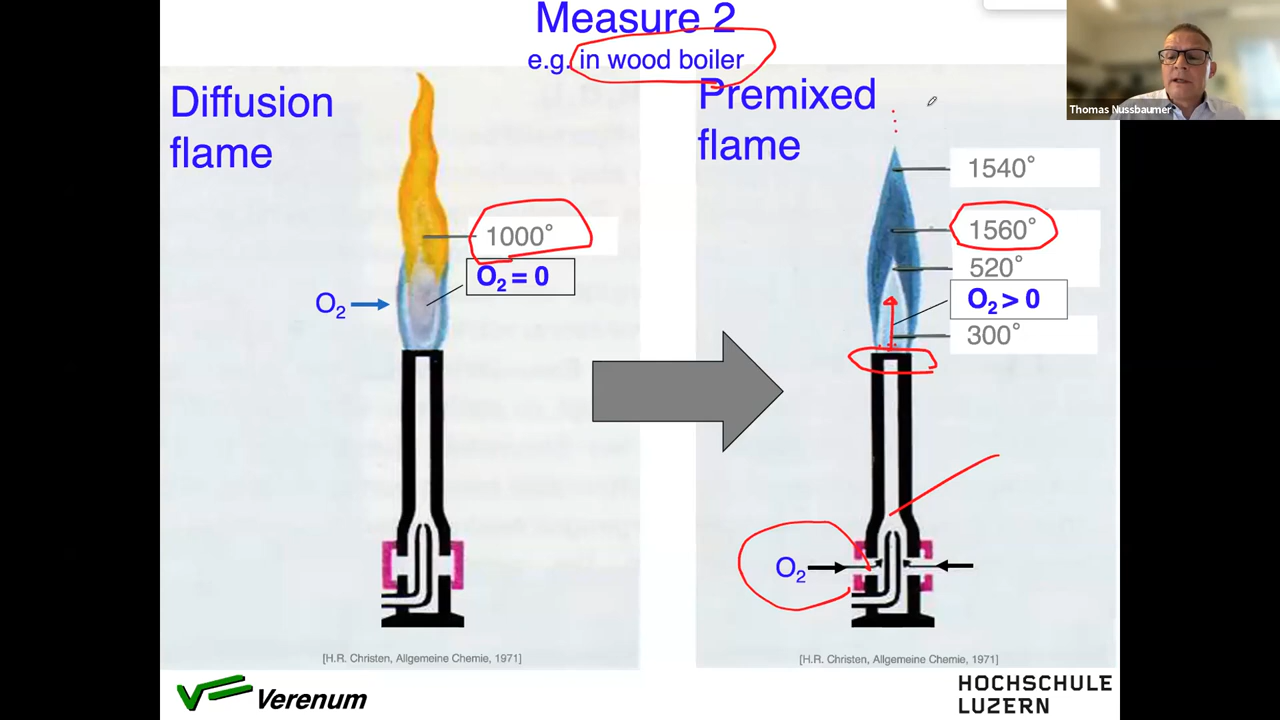 Measure 2
e.g. in wood boiler
Thomas Nussbaumer
Diffusion
flame
1000°
O₂ = 0
O₂
[H.R. Christen, Allgemeine Chemie, 1971]
Premixed
flame
1540°
1560°
520°
O₂ > 0
300°
O₂
[H.R. Christen, Allgemeine Chemie, 1971]
Verenum
HOCHSCHULE
LUZERN